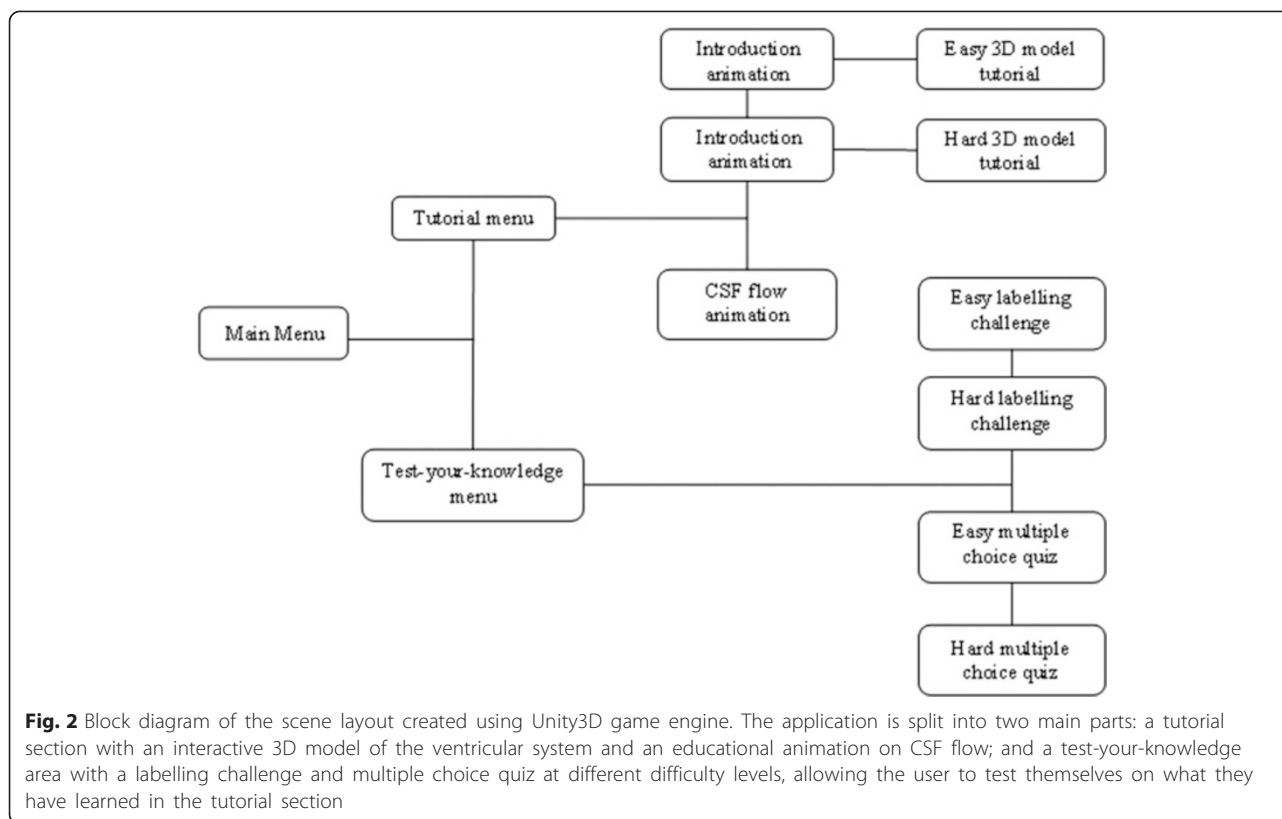 Introduction
animation
Easy 3D model
tutorial
Introduction
animation
Hard 3D model
tutorial
Tutorial menu
CSF flow
animation
Easy labelling
challenge
Main Menu
Hard labelling
challenge
Test-your-knowledge
menu
Easy multiple
choice quiz
Hard multiple
choice quiz
Fig. 2 Block diagram of the scene layout created using Unity3D game engine. The application is split into two main parts: a tutorial
section with an interactive 3D model of the ventricular system and an educational animation on CSF flow; and a test-your-knowledge
area with a labelling challenge and multiple choice quiz at different difficulty levels, allowing the user to test themselves on what they
have learned in the tutorial section